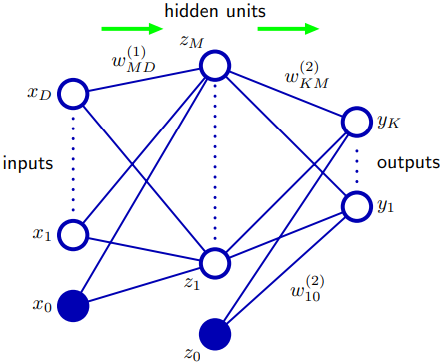 hidden units
z_M
w_{MD}^{(1)}
w_{KM}^{(2)}
x_D
y_K
inputs
outputs
y_1
x_1
z_1
w_{10}^{(2)}
x_0
z_0